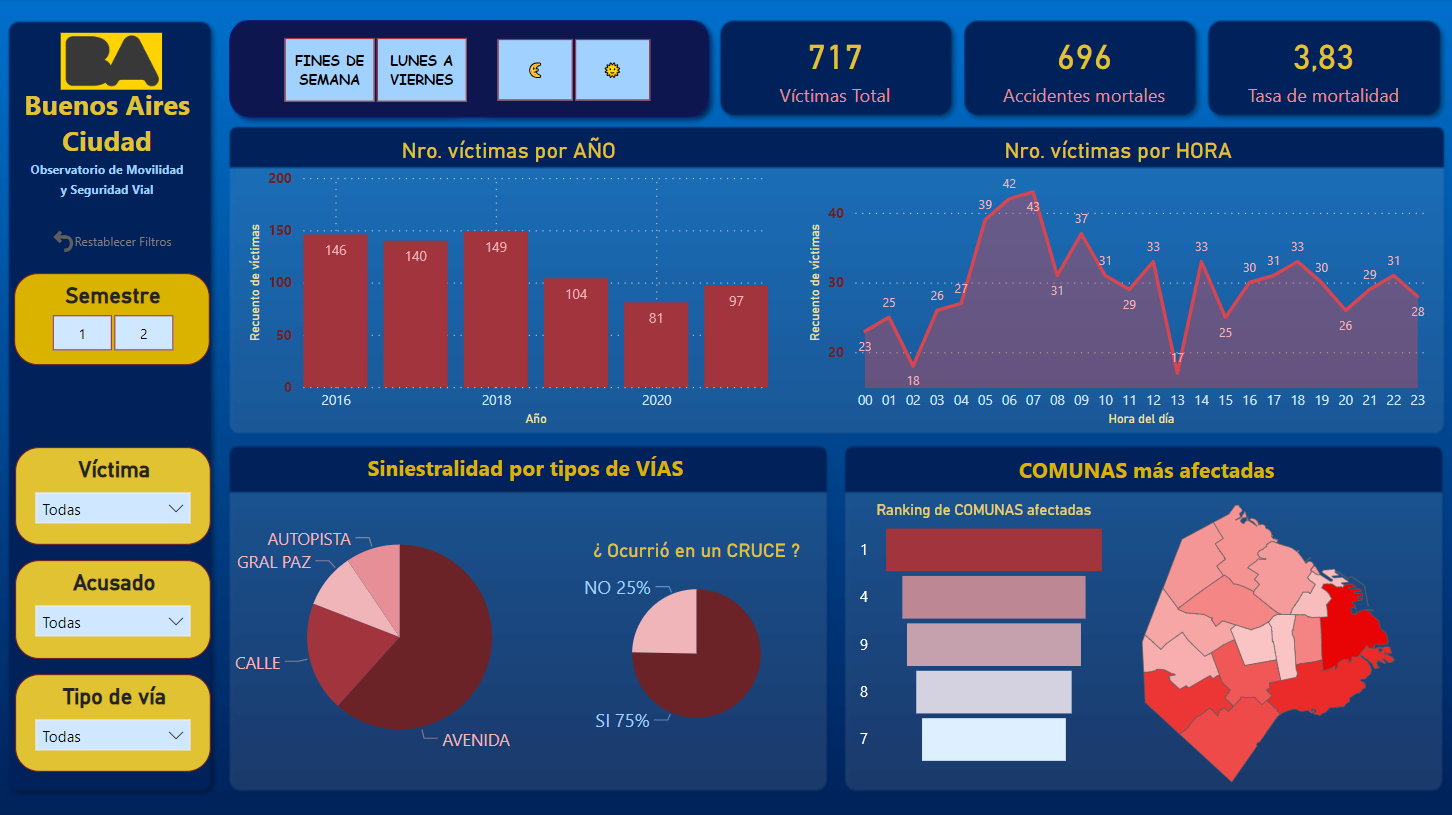 BA
Buenos Aires
Ciudad
Observatorio de Movilidad
y Seguridad Vial
Restablecer Filtros
Semestre
1 2
Víctima
Todas
Acusado
Todas
Tipo de vía
Todas
FINES DE
SEMANA
LUNES A
VIERNES
717
Víctimas Total
696
Accidentes mortales
3,83
Tasa de mortalidad
Nro. víctimas por AÑO
Recuento de víctimas
200
150
100
50
0
146 140 149 104 81 97
2016 2018 2020
Año
Nro. víctimas por HORA
Recuento de víctimas
40
30
20
23 25 18 26 27 39 42 43 31 37 31 29 33 17 33 25 30 31 33 30 26 29 31 28
00 01 02 03 04 05 06 07 08 09 10 11 12 13 14 15 16 17 18 19 20 21 22 23
Hora del día
Siniestralidad por tipos de VÍAS
AUTOPISTA
GRAL PAZ
CALLE
AVENIDA
¿ Ocurrió en un CRUCE ?
NO 25%
SI 75%
COMUNAS más afectadas
Ranking de COMUNAS afectadas
1
4
9
8
7